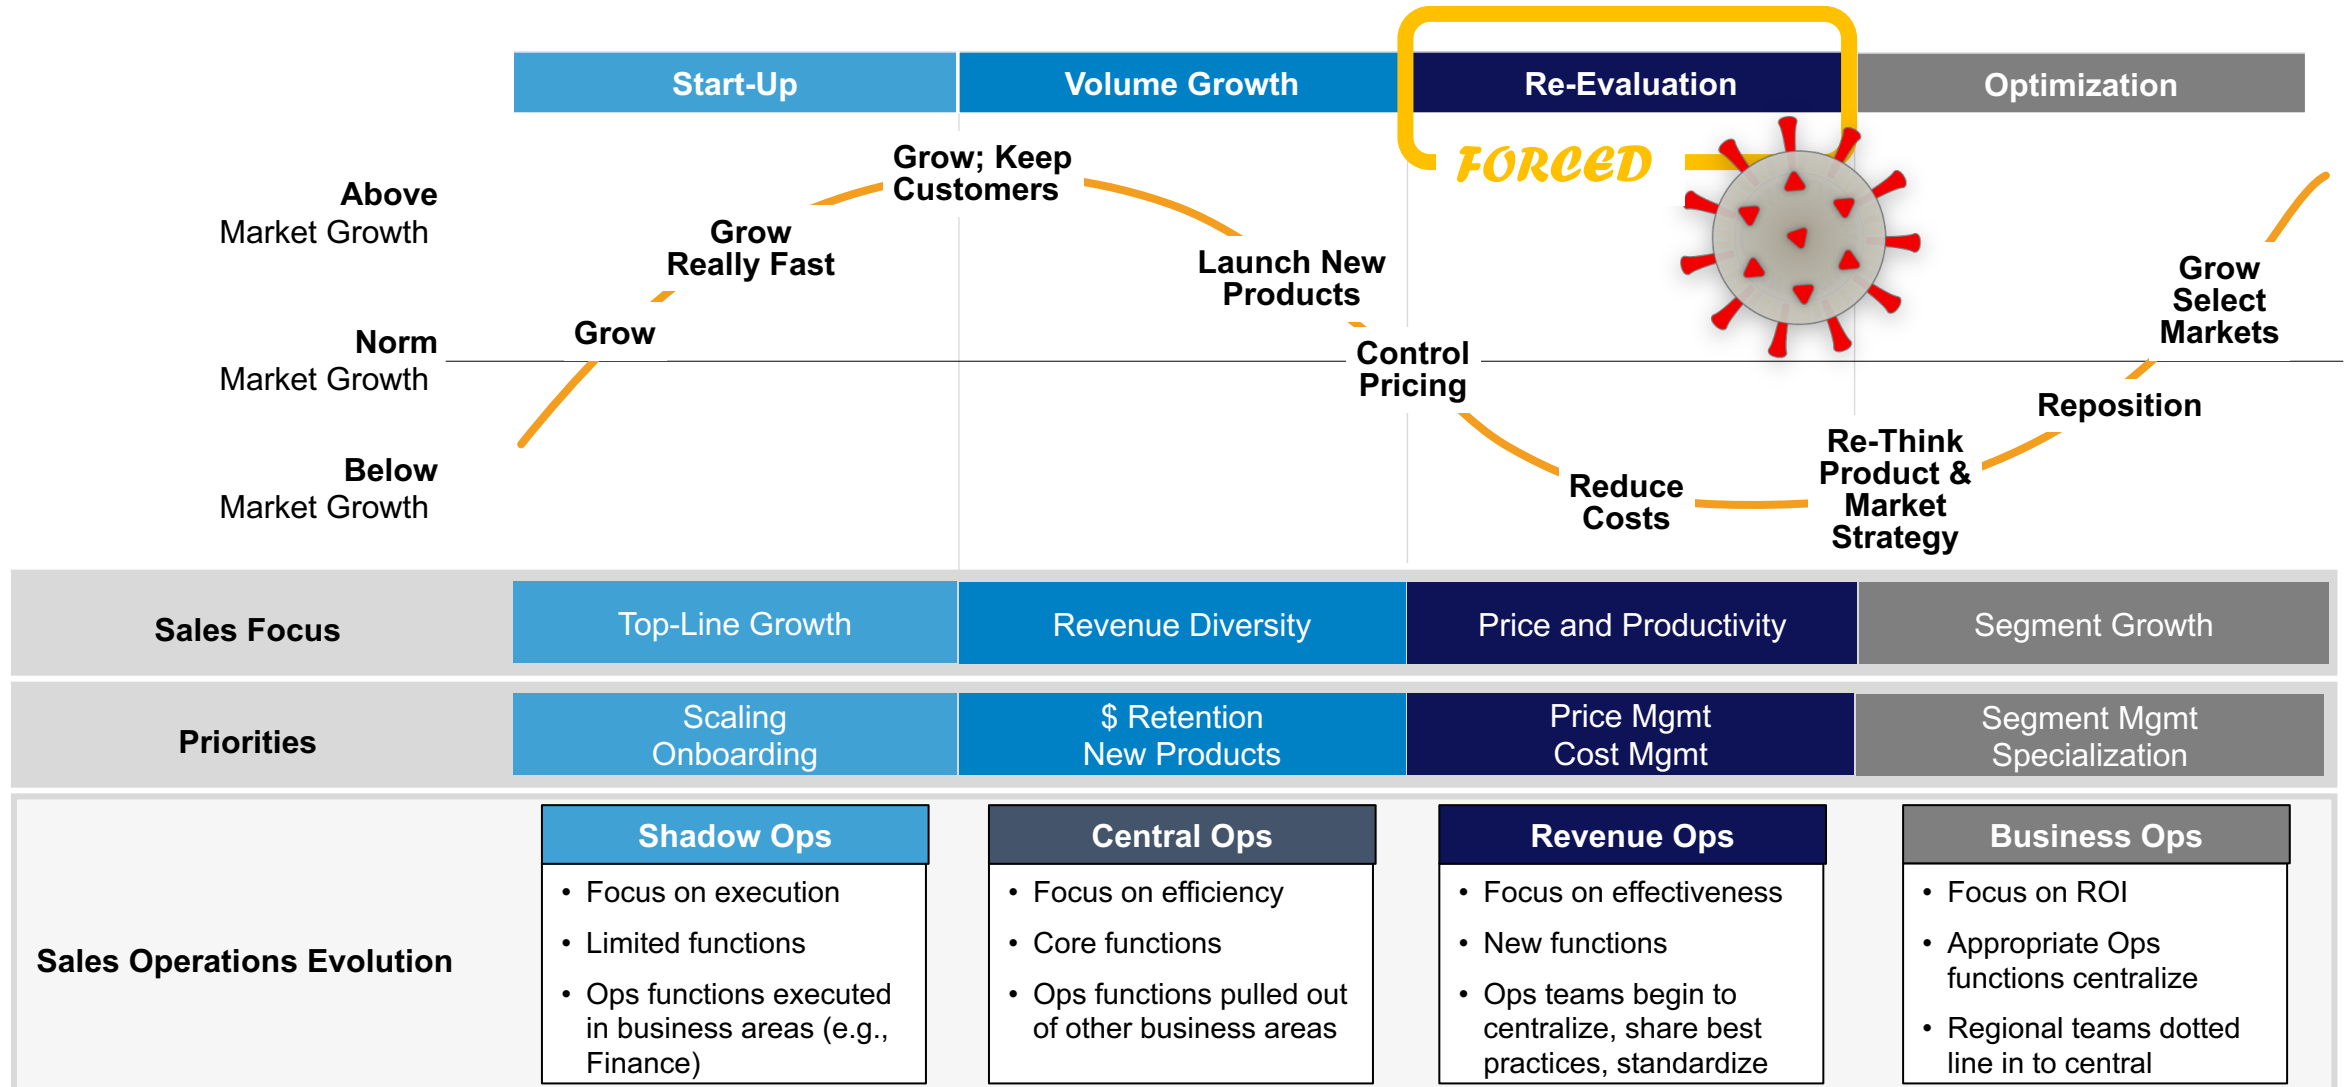 Start-Up
Volume Growth
Re-Evaluation
Optimization
FORCED
Above
Market Growth
Norm
Market Growth
Below
Market Growth
Grow
Grow
Really Fast
Grow; Keep
Customers
Launch New
Products
Control
Pricing
Reduce
Costs
Re-Think
Product &
Market
Strategy
Reposition
Grow
Select
Markets
Sales Focus
Top-Line Growth
Revenue Diversity
Price and Productivity
Segment Growth
Priorities
Scaling
Onboarding
$ Retention
New Products
Price Mgmt
Cost Mgmt
Segment Mgmt
Specialization
Sales Operations Evolution
Shadow Ops
• Focus on execution
• Limited functions
• Ops functions executed
in business areas (e.g.,
Finance)
Central Ops
• Focus on efficiency
• Core functions
• Ops functions pulled out
of other business areas
Revenue Ops
• Focus on effectiveness
• New functions
• Ops teams begin to
centralize, share best
practices, standardize
Business Ops
• Focus on ROI
• Appropriate Ops
functions centralize
• Regional teams dotted
line in to central